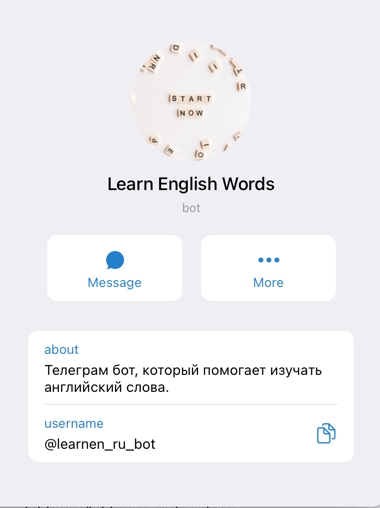 START
NOW
Learn English Words
bot
Message
More
about
Телеграм бот, который помогает изучать
английский слова.
username
@learnen_ru_bot